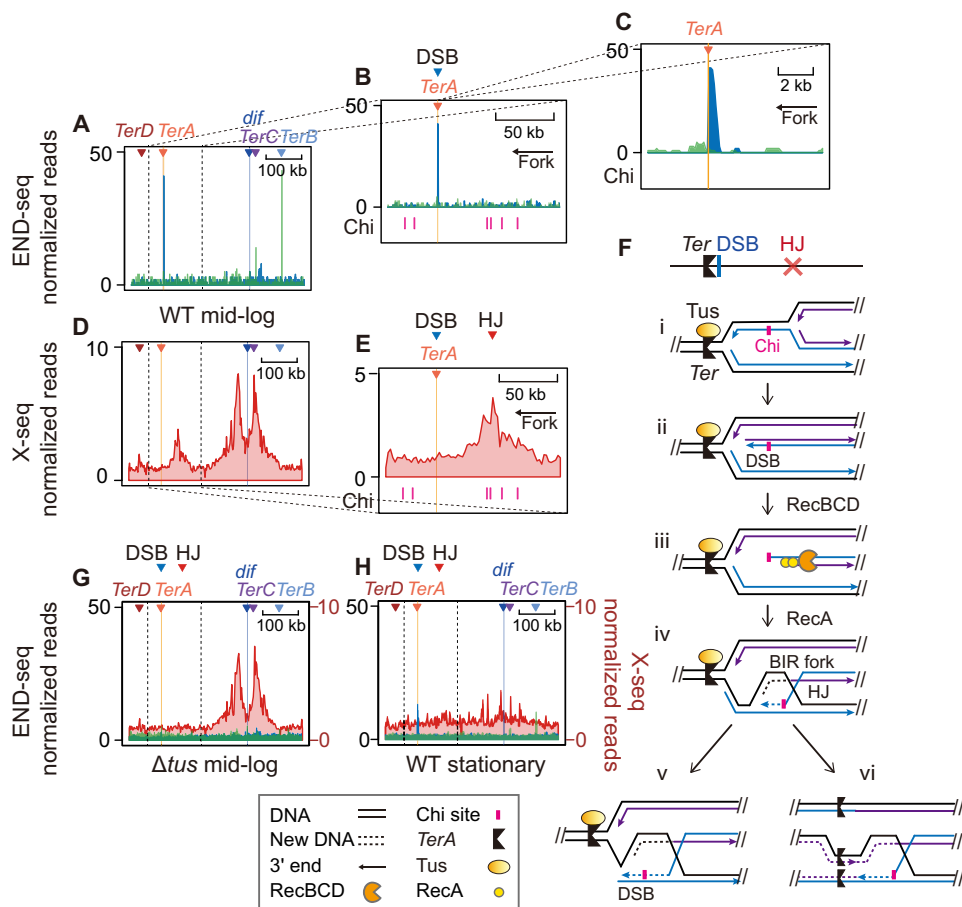 A
TerD TerA
dif
TerC TerB
50
0
100 kb
END-seq
normalized reads
WT mid-log
B
DSB
TerA
50
0
50 kb
Fork
Chi
C
TerA
50
0
2 kb
Fork
Chi
D
10
0
100 kb
X-seq
normalized reads
E
DSB
HJ
TerA
5
0
50 kb
Fork
Chi
F
Ter DSB HJ
i
Tus
Chi
Ter
ii
DSB
RecBCD
iii
RecA
iv
BIR fork
HJ
v
DSB
vi
G
DSB HJ
TerD TerA
dif
TerC TerB
50
0
100 kb
10
0
END-seq
normalized reads
Δtus mid-log
H
DSB HJ
TerD TerA
dif
TerC TerB
50
0
100 kb
10
0
X-seq
normalized reads
WT stationary
DNA
Chi site
New DNA
TerA
3' end
Tus
RecBCD
RecA